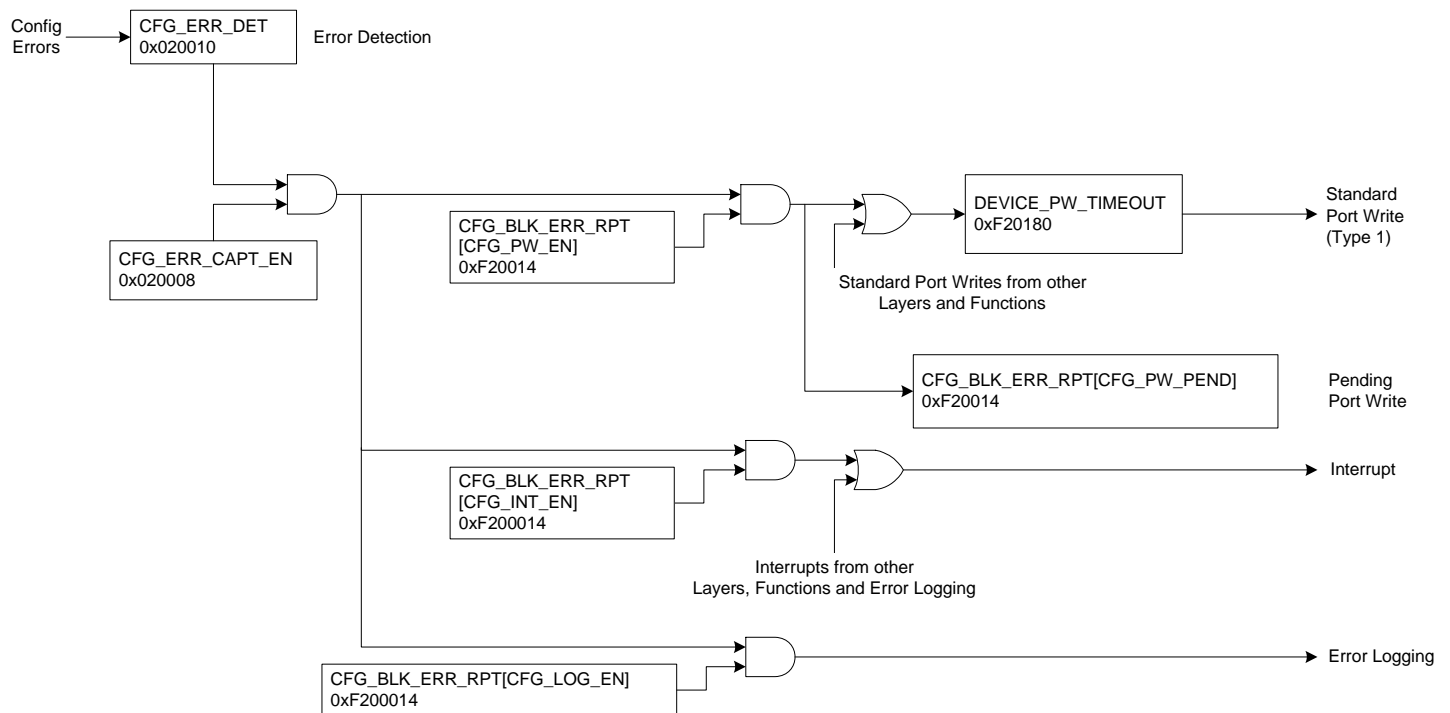 Config
Errors
CFG_ERR_DET
0x020010
Error Detection
CFG_ERR_CAPT_EN
0x020008
CFG_BLK_ERR_RPT
[CFG_PW_EN]
0xF20014
DEVICE_PW_TIMEOUT
0xF20180
Standard
Port Write
(Type 1)
Standard Port Writes from other
Layers and Functions
CFG_BLK_ERR_RPT[CFG_PW_PEND]
0xF20014
Pending
Port Write
CFG_BLK_ERR_RPT
[CFG_INT_EN]
0xF200014
Interrupt
Interrupts from other
Layers, Functions and Error Logging
CFG_BLK_ERR_RPT[CFG_LOG_EN]
0xF200014
Error Logging